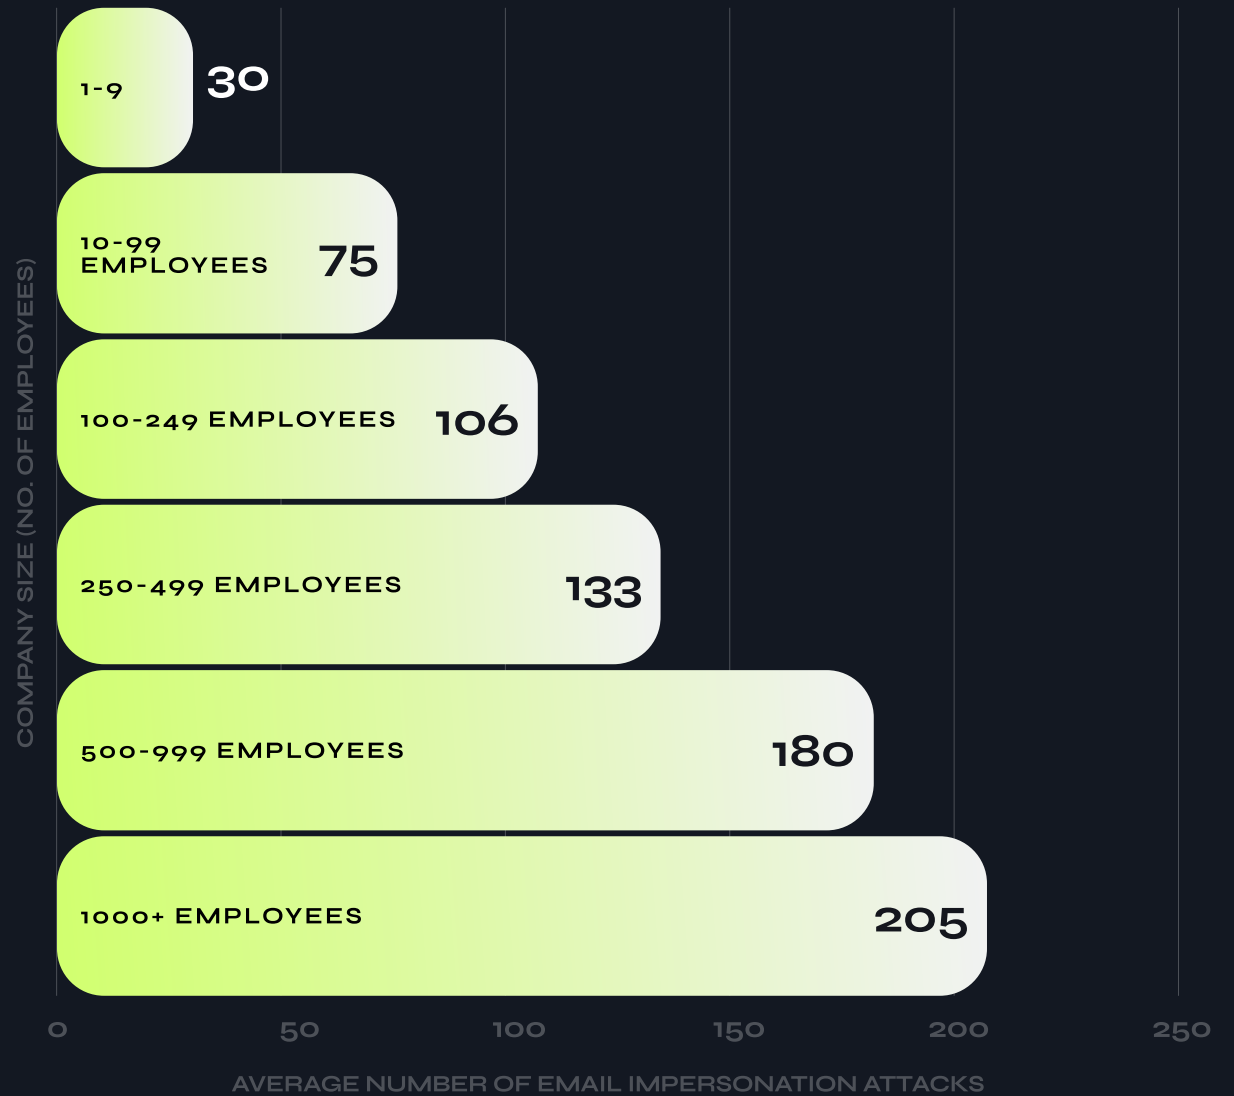 1-9
30
10-99
EMPLOYEES
75
100-249 EMPLOYEES
106
250-499 EMPLOYEES
133
500-999 EMPLOYEES
180
1000+ EMPLOYEES
205
COMPANY SIZE (NO. OF EMPLOYEES)
0 50 100 150 200 250
AVERAGE NUMBER OF EMAIL IMPERSONATION ATTACKS